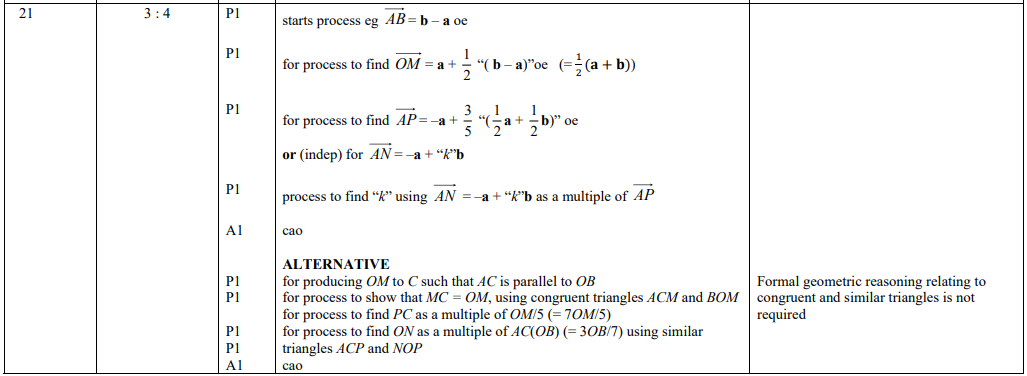 21 3 : 4 P1 starts process eg AB = b – a oe
P1 for process to find OM = a + 1/2 “( b – a)”oe (= 1/2 (a + b))
P1 for process to find AP = –a + 3/5 “( 1/2 a + 1/2 b)” oe
or (indep) for AN = –a + “k”b
P1 process to find “k” using AN = –a + “k”b as a multiple of AP
A1 cao
ALTERNATIVE
P1 for producing OM to C such that AC is parallel to OB
P1 for process to show that MC = OM, using congruent triangles ACM and BOM
for process to find PC as a multiple of OM/5 (= 7OM/5)
P1 for process to find ON as a multiple of AC(OB) (= 3OB/7) using similar
P1 triangles ACP and NOP
A1 cao
Formal geometric reasoning relating to
congruent and similar triangles is not
required